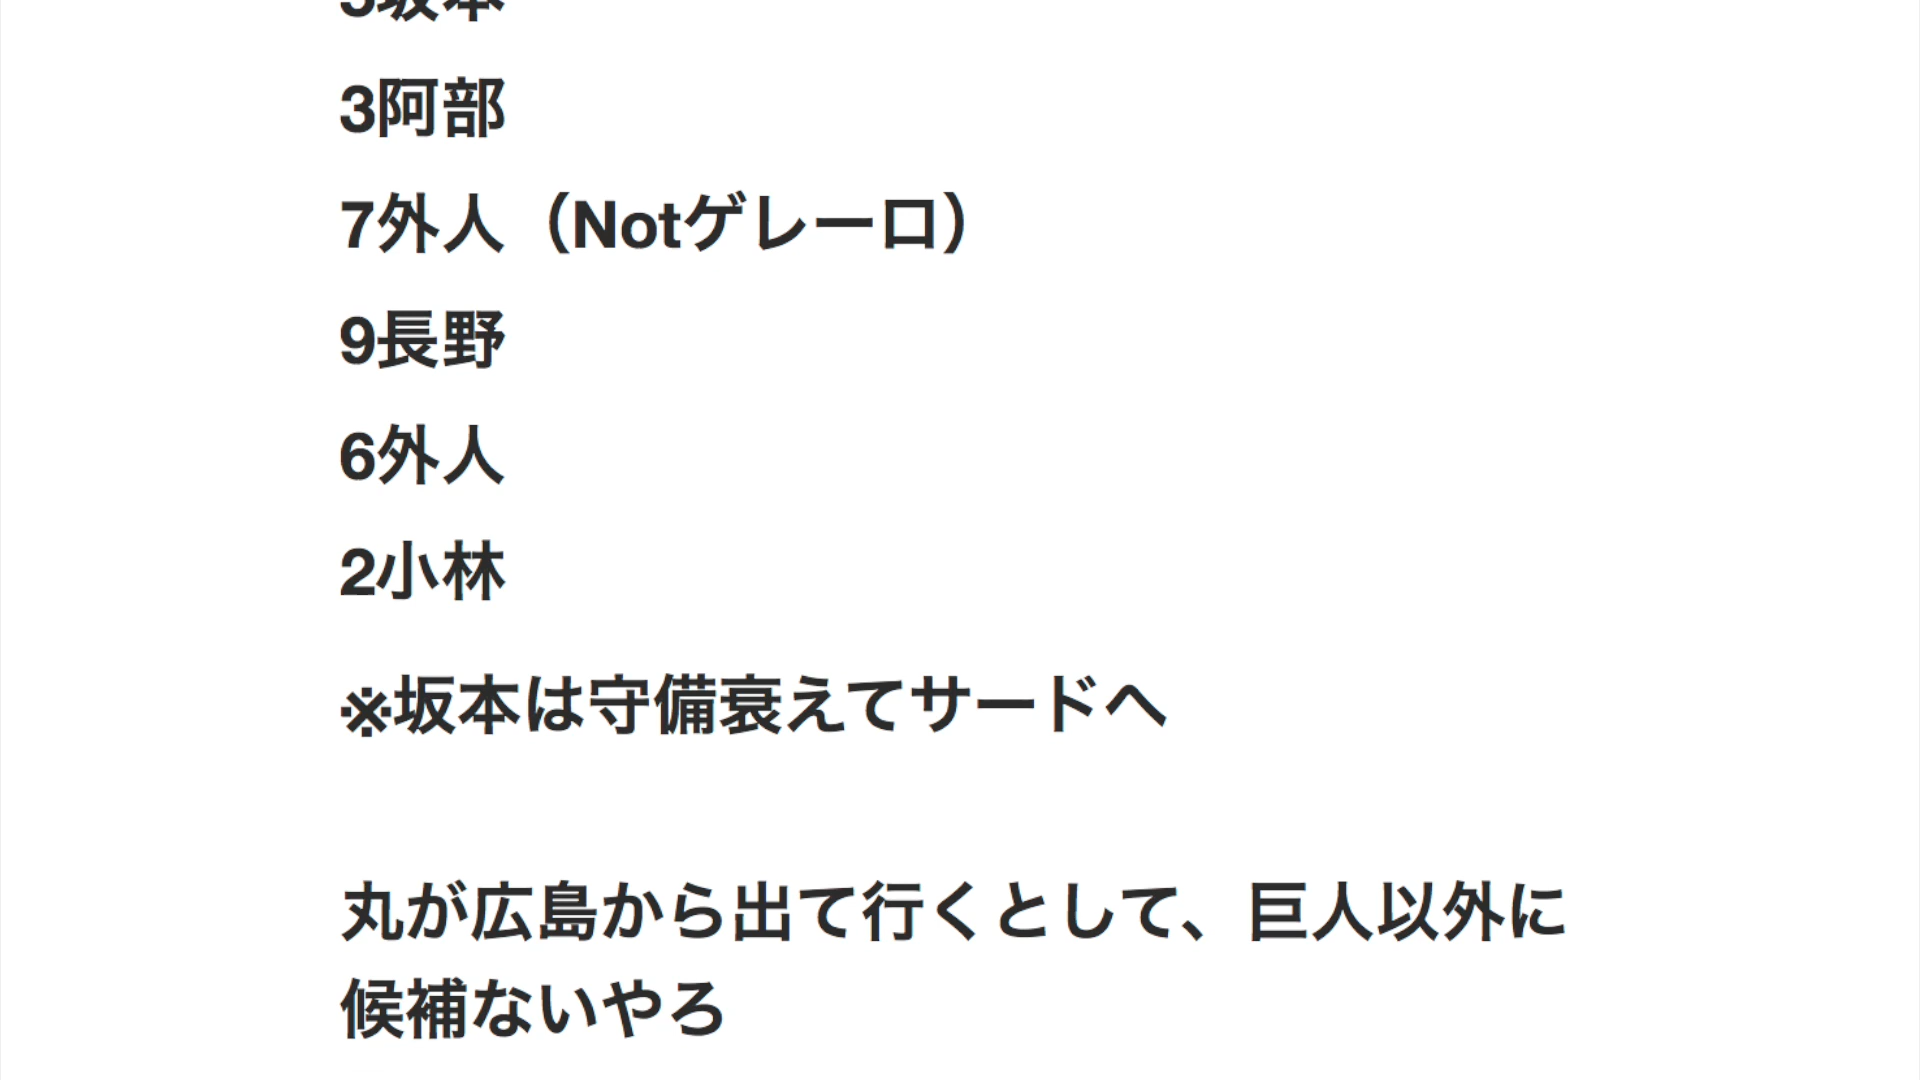 5坂本
3阿部
7外人（Notゲレーロ）
9長野
6外人
2小林
※坂本は守備衰えてサードへ
丸が広島から出て行くとして、巨人以外に
候補ないやろ